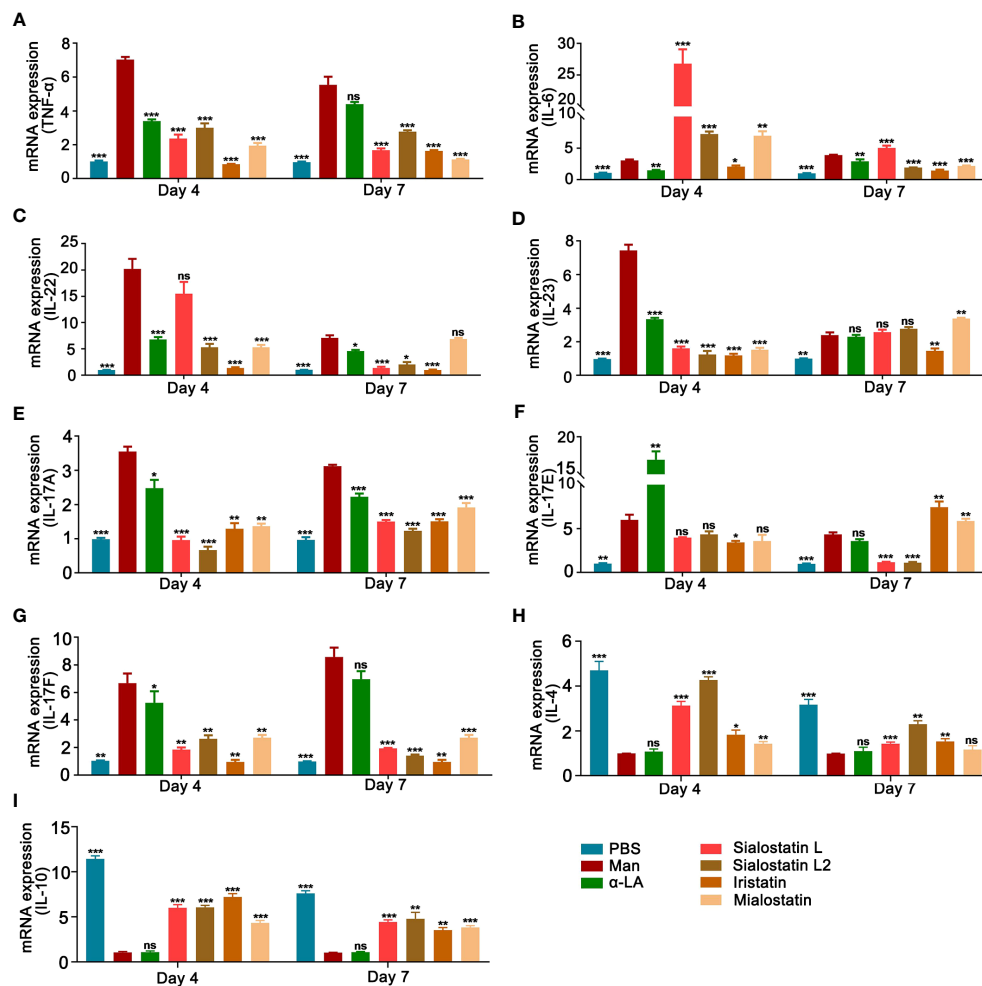 A
mRNA expression
(TNF-α)
8
6
4
2
0
*** *** *** *** *** ***
*** ns *** *** *** ***
Day 4 Day 7
B
mRNA expression
(IL-6)
30
25
20
10
5
0
*** ** *** *** * **
*** ** *** *** *** ***
Day 4 Day 7
C
mRNA expression
(IL-22)
25
20
15
10
5
0
*** *** ns *** *** ***
*** * *** * *** ns
Day 4 Day 7
D
mRNA expression
(IL-23)
8
6
4
2
0
*** *** *** *** *** ***
** ns ns ns ** **
Day 4 Day 7
E
mRNA expression
(IL-17A)
4
3
2
1
0
*** * *** *** ** **
*** *** *** *** *** ***
Day 4 Day 7
F
mRNA expression
(IL-17E)
20
15
10
5
0
** ** ns ns * ns
*** ns *** *** ** **
Day 4 Day 7
G
mRNA expression
(IL-17F)
10
8
6
4
2
0
** * ** ** ** **
*** ns *** *** ** ***
Day 4 Day 7
H
mRNA expression
(IL-4)
6
4
2
0
*** ns *** *** * **
*** ns *** ** ** ns
Day 4 Day 7
I
mRNA expression
(IL-10)
15
10
5
0
*** ns *** *** *** ***
*** ns *** ** ** ***
Day 4 Day 7
PBS
Man
α-LA
Sialostatin L
Sialostatin L2
Iristatin
Mialostatin